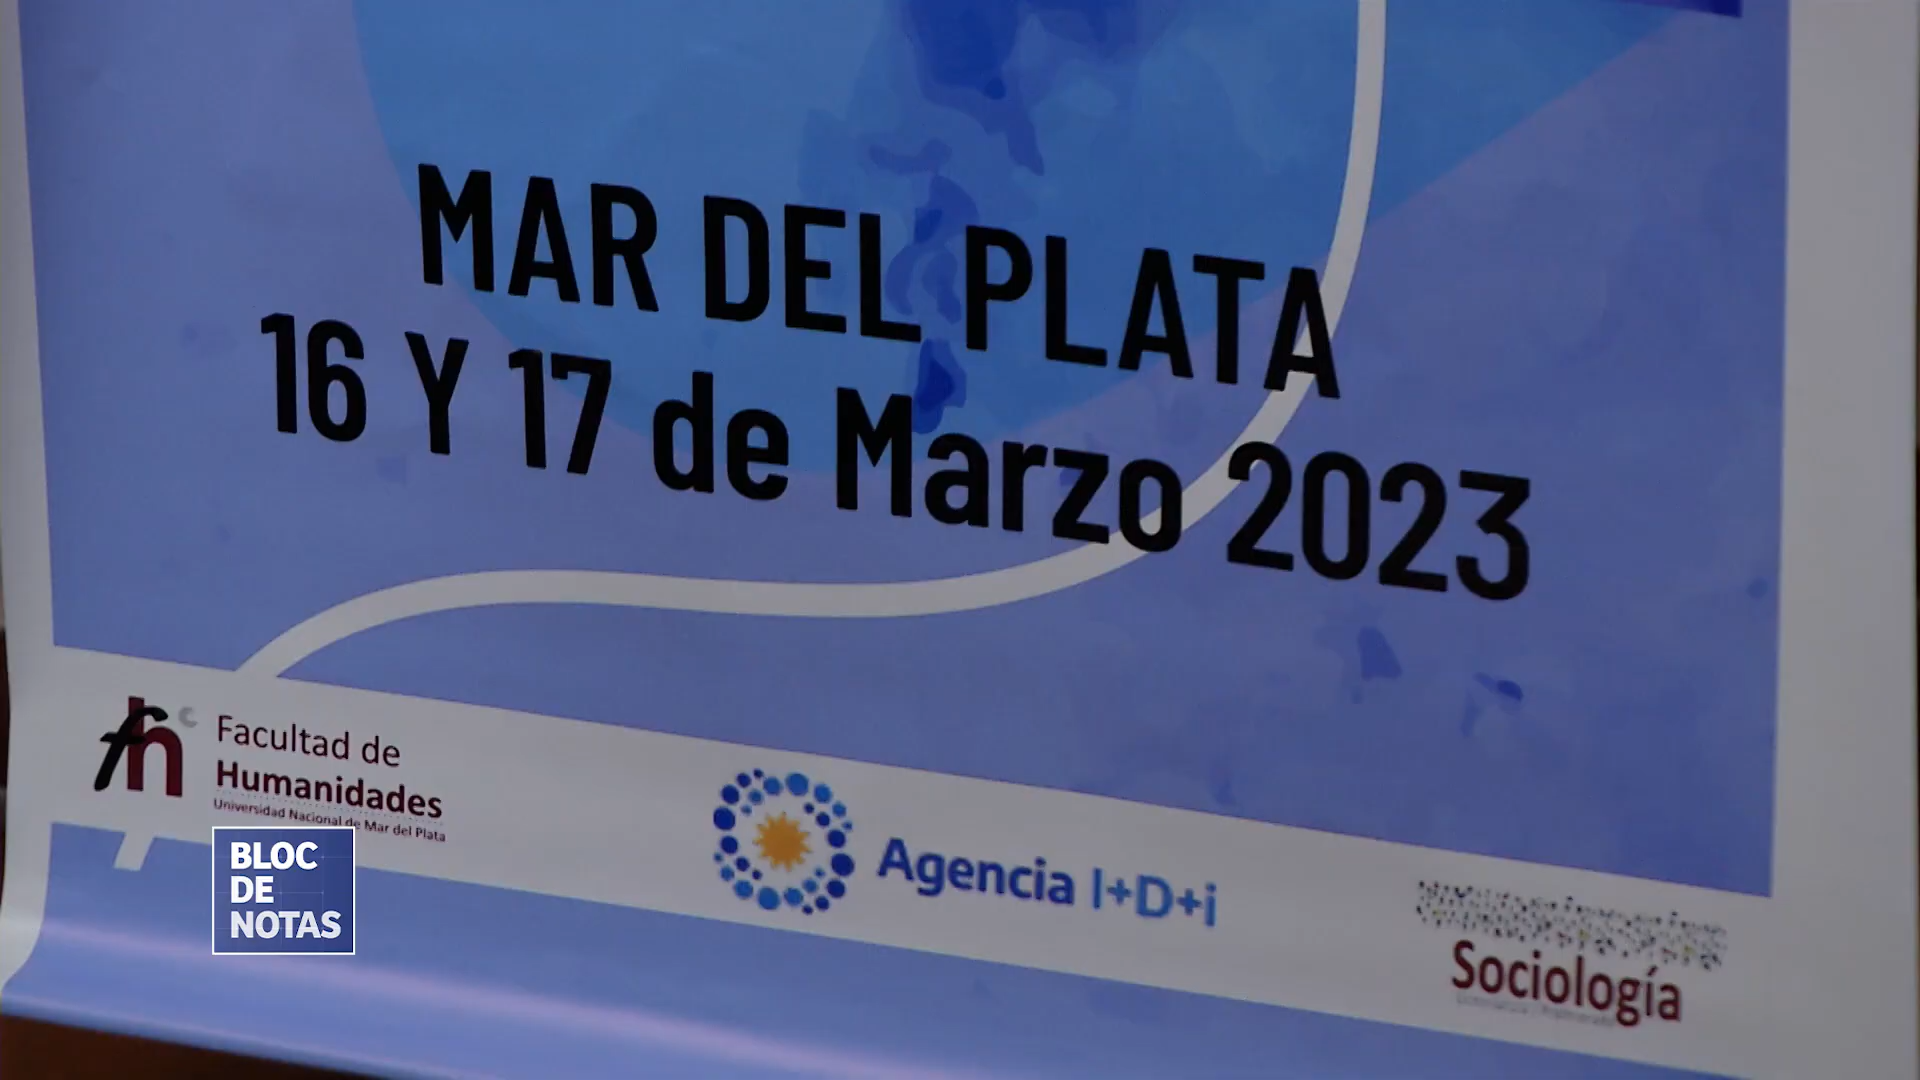 MAR DEL PLATA
16 Y 17 de Marzo 2023
fh c
Facultad de
Humanidades
Universidad Nacional de Mar del Plata
Agencia I+D+i
Sociología
BLOC
DE
NOTAS